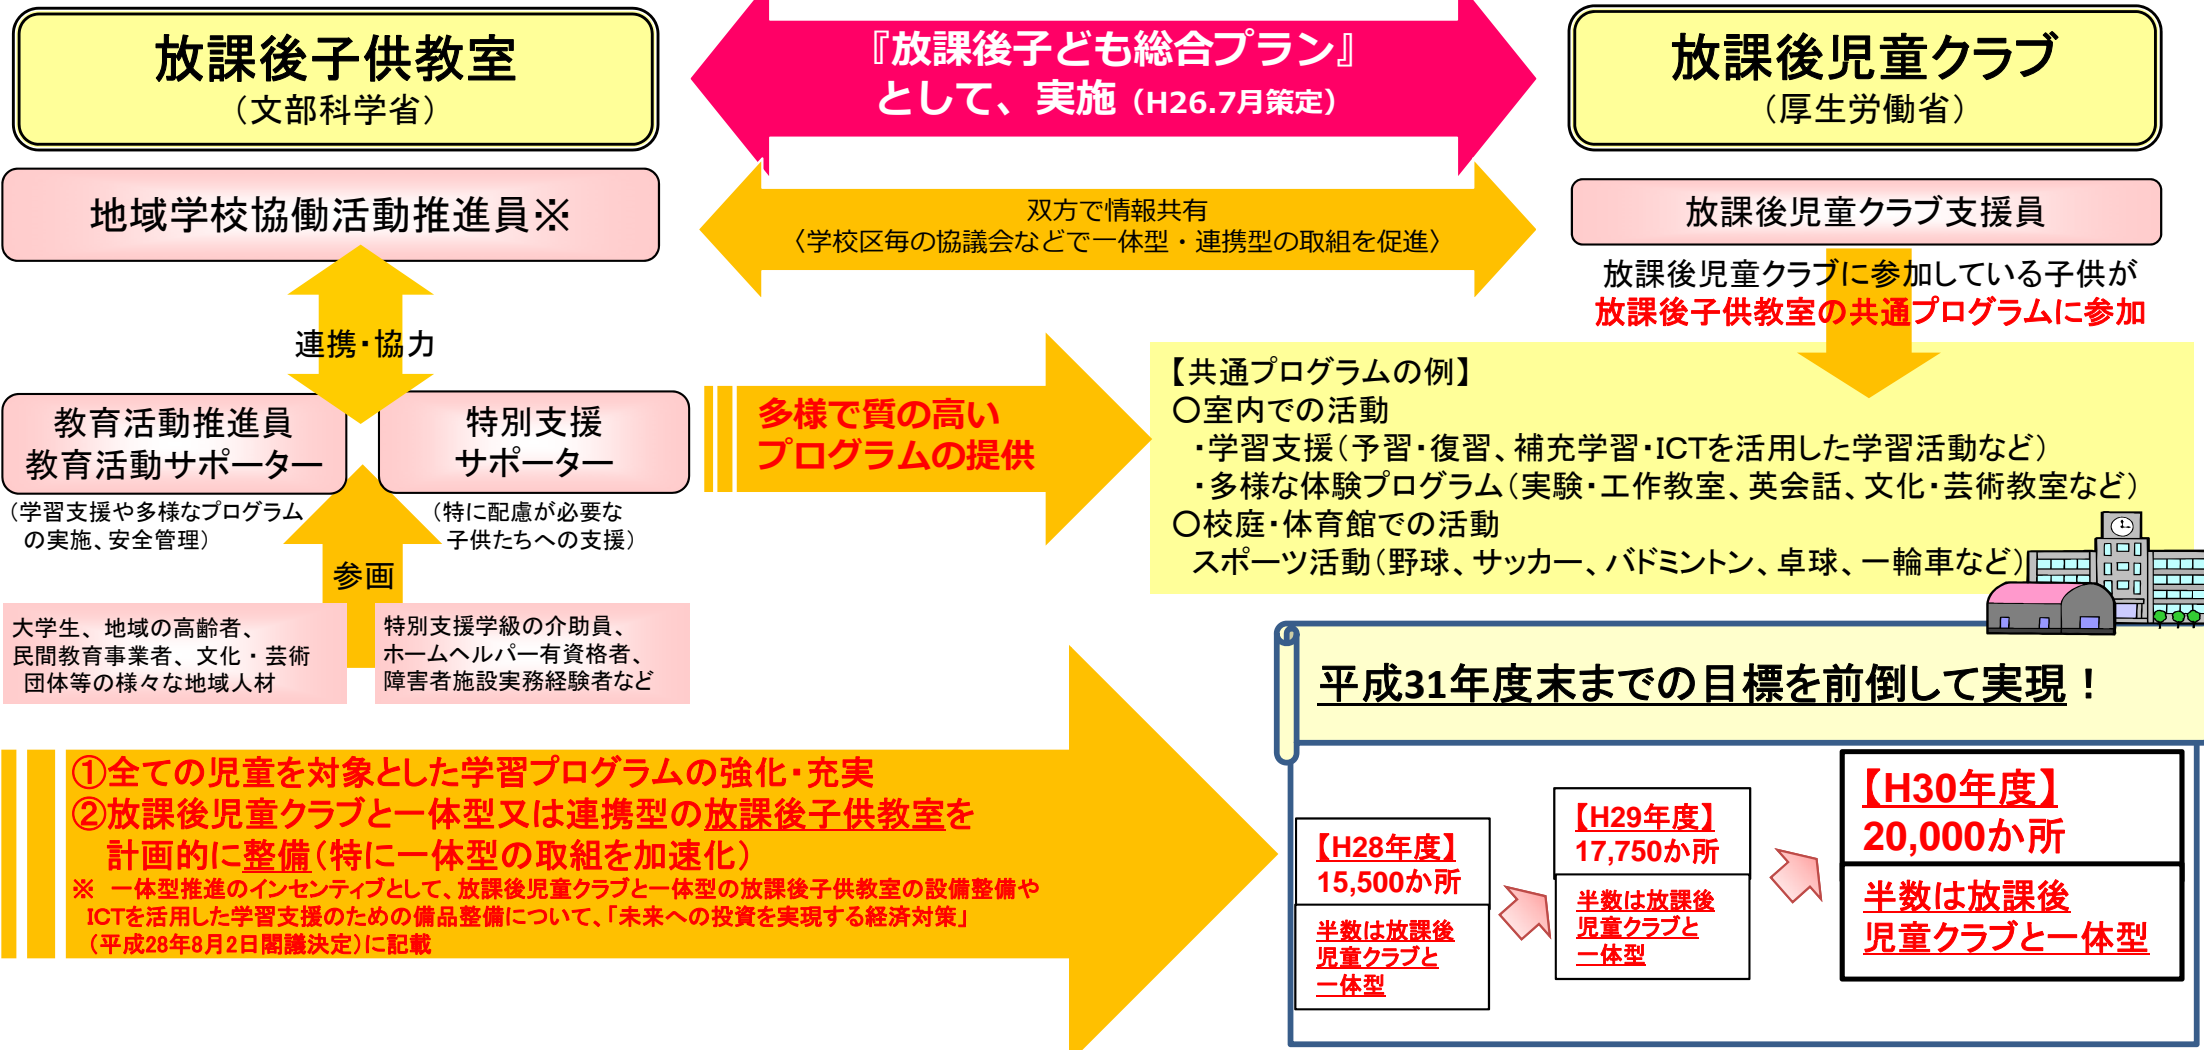 放課後子供教室
（文部科学省）
『放課後子ども総合プラン』
として、実施（H26.7月策定）
放課後児童クラブ
（厚生労働省）
地域学校協働活動推進員※
双方で情報共有
〈学校区毎の協議会などで一体型・連携型の取組を促進〉
放課後児童クラブ支援員
放課後児童クラブに参加している子供が
放課後子供教室の共通プログラムに参加
連携・協力
教育活動推進員
教育活動サポーター
特別支援
サポーター
（学習支援や多様なプログラム
の実施、安全管理）
（特に配慮が必要な
子供たちへの支援）
参画
大学生、地域の高齢者、
民間教育事業者、文化・芸術
団体等の様々な地域人材
特別支援学級の介助員、
ホームヘルパー有資格者、
障害者施設実務経験者など
多様で質の高い
プログラムの提供
【共通プログラムの例】
〇室内での活動
・学習支援（予習・復習、補充学習・ICTを活用した学習活動など）
・多様な体験プログラム（実験・工作教室、英会話、文化・芸術教室など）
〇校庭・体育館での活動
スポーツ活動（野球、サッカー、バドミントン、卓球、一輪車など）
①全ての児童を対象とした学習プログラムの強化・充実
②放課後児童クラブと一体型又は連携型の放課後子供教室を
計画的に整備（特に一体型の取組を加速化）
※　一体型推進のインセンティブとして、放課後児童クラブと一体型の放課後子供教室の設備整備や
ICTを活用した学習支援のための備品整備について、「未来への投資を実現する経済対策」
（平成28年8月2日閣議決定）に記載
平成31年度末までの目標を前倒して実現！
【H28年度】
15,500か所
半数は放課後
児童クラブと
一体型
【H29年度】
17,750か所
半数は放課後
児童クラブと
一体型
【H30年度】
20,000か所
半数は放課後
児童クラブと一体型